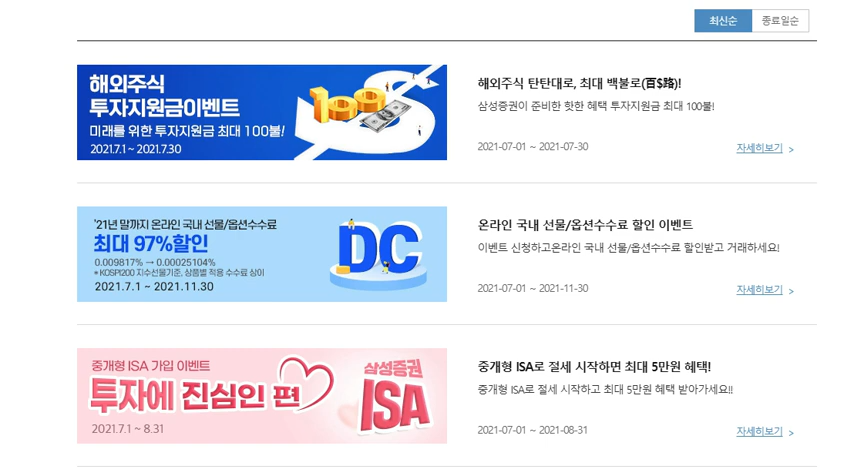 최신순
종료일순
해외주식
투자지원금이벤트
미래를 위한 투자지원금 최대 100불!
2021.7.1 ~ 2021.7.30
100
해외주식 탄탄대로, 최대 백불로(百$路)!
삼성증권이 준비한 핫한 혜택 투자지원금 최대 100불!
2021-07-01 ~ 2021-07-30
자세히보기 >
'21년 말까지 온라인 국내 선물/옵션수수료
최대 97%할인
0.009817% → 0.00025104%
* KOSPI200 지수선물기준, 상품별 적용 수수료 상이
2021.7.1 ~ 2021.11.30
DC
온라인 국내 선물/옵션수수료 할인 이벤트
이벤트 신청하고온라인 국내 선물/옵션수수료 할인받고 거래하세요!
2021-07-01 ~ 2021-11-30
자세히보기 >
중개형 ISA 가입 이벤트
투자에 진심인 편
2021.7.1 ~ 8.31
삼성증권
ISA
중개형 ISA로 절세 시작하면 최대 5만원 혜택!
중개형 ISA로 절세 시작하고 최대 5만원 혜택 받아가세요!!
2021-07-01 ~ 2021-08-31
자세히보기 >